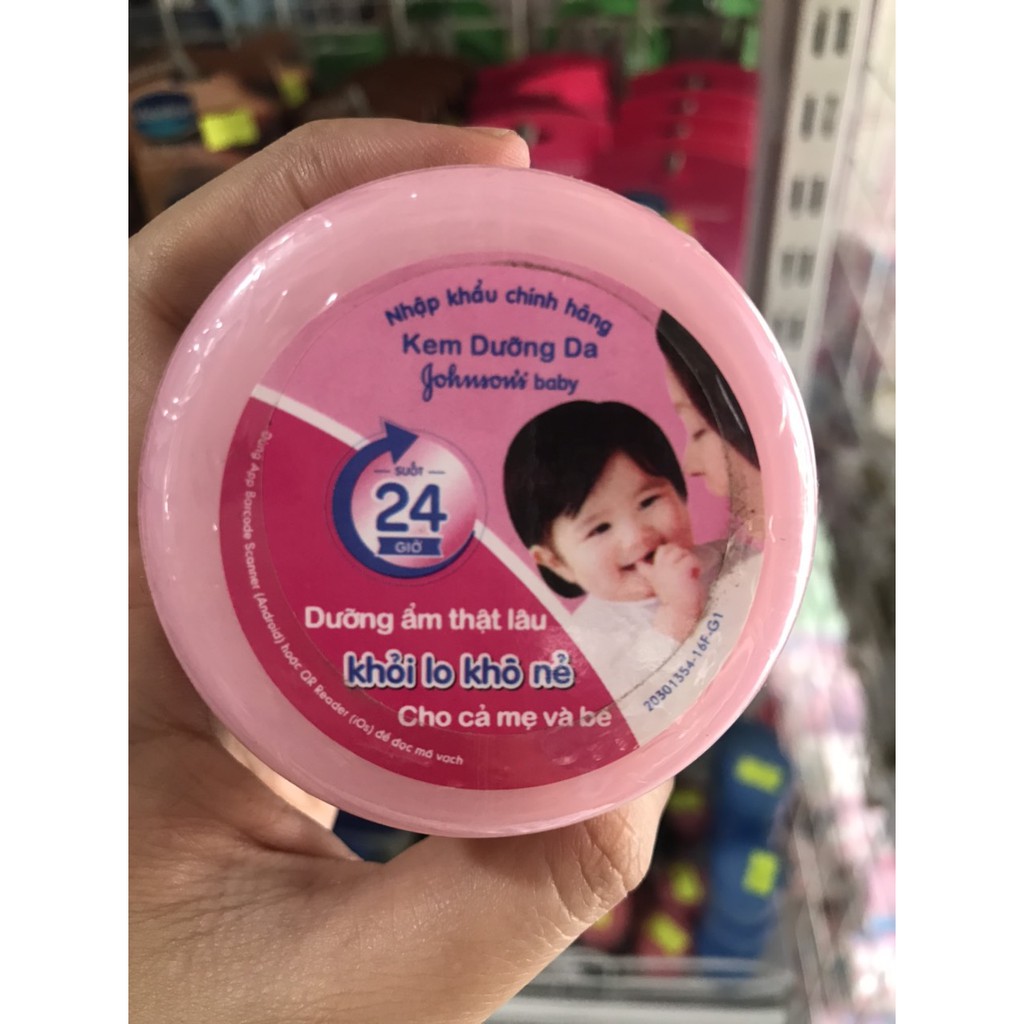 Nhập khẩu chính hãng
Kem Dưỡng Da
Johnson's baby
SUỐT
24
GIỜ
Dưỡng ẩm thật lâu
khỏi lo khô nẻ
Cho cả mẹ và bé
Dùng App Barcode Scanner (Android) hoặc QR Reader (iOs) để đọc mã vạch
20301354-16F-G1